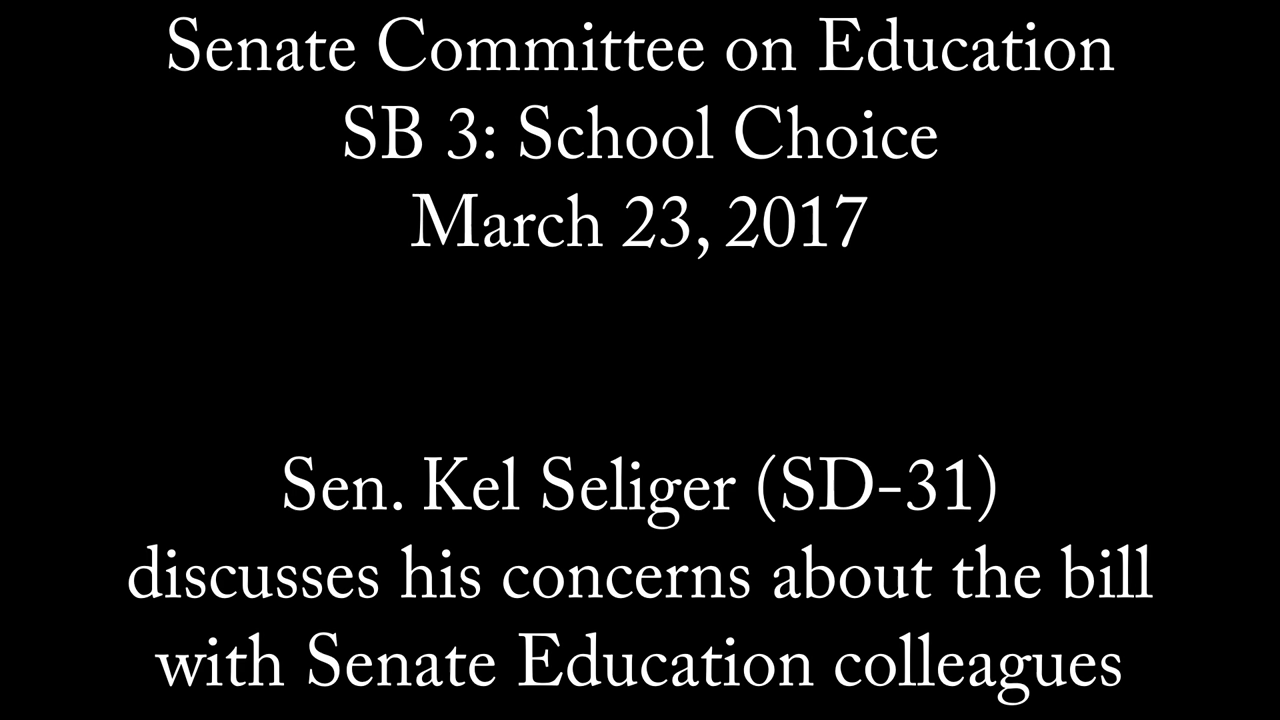 Senate Committee on Education
SB 3: School Choice
March 23, 2017
Sen. Kel Seliger (SD-31)
discusses his concerns about the bill
with Senate Education colleagues